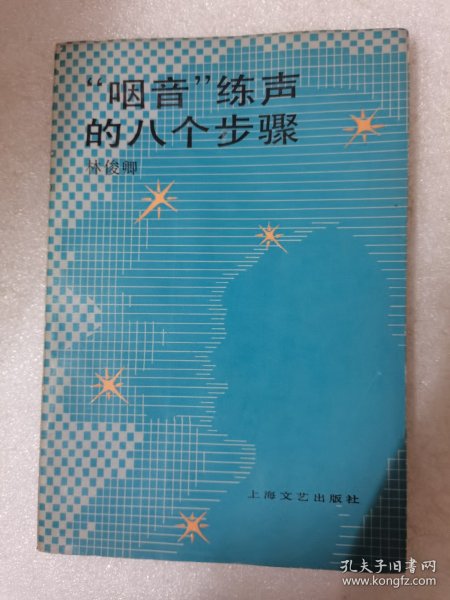 “咽音”练声
的八个步骤
林俊卿
上海文艺出版社
孔夫子旧书网
www.kongfz.com